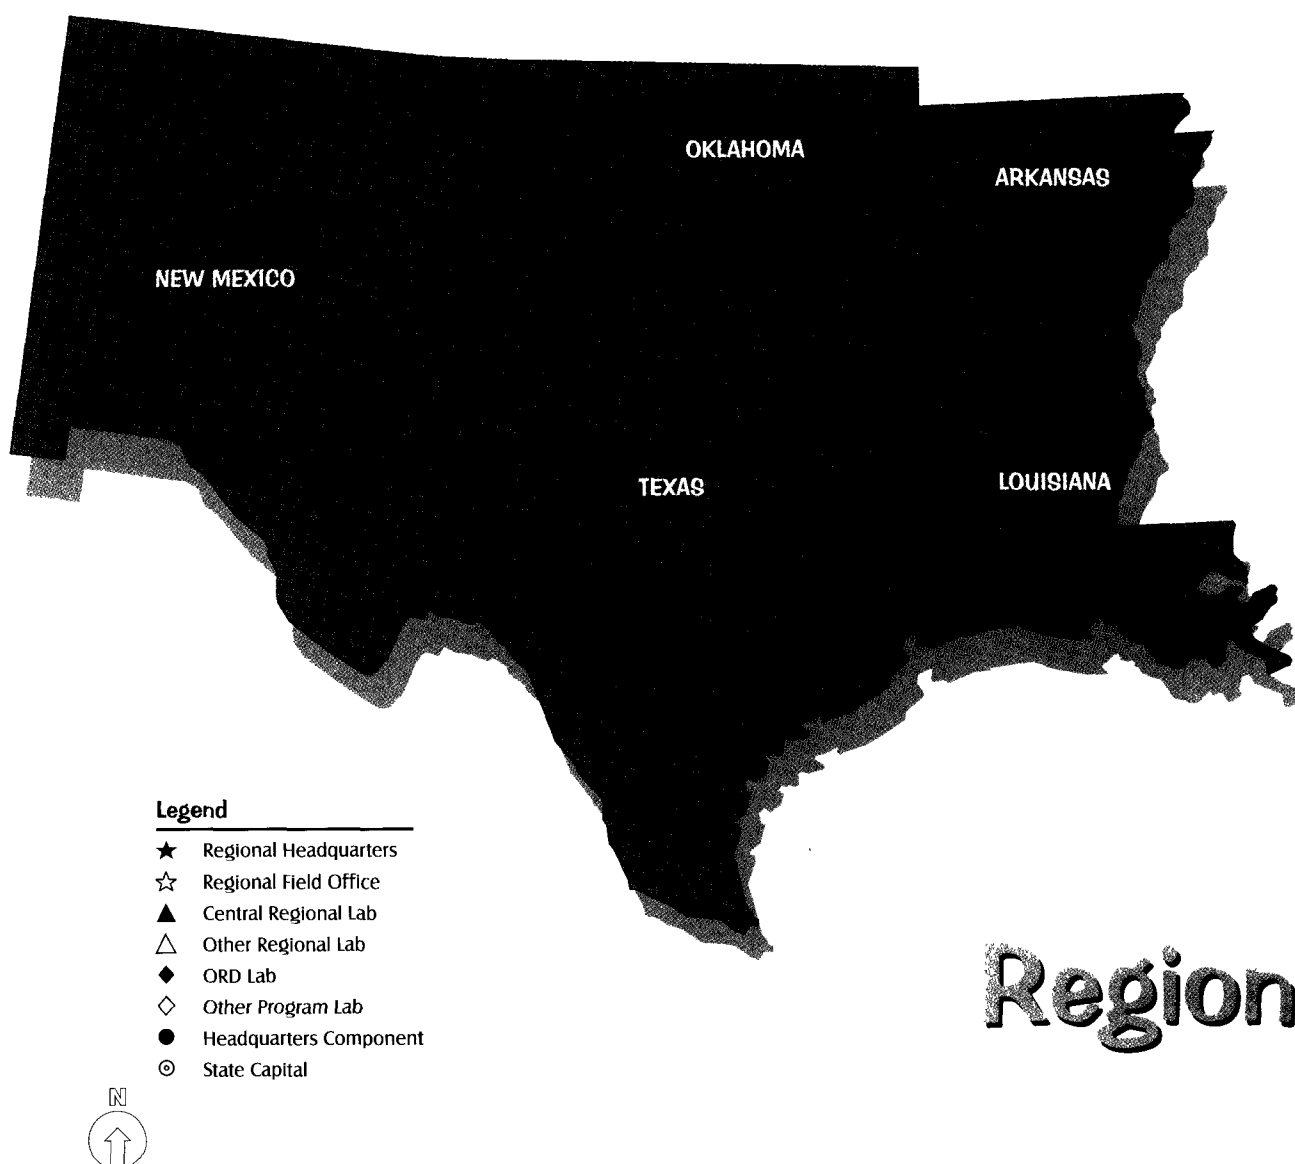 OKLAHOMA
ARKANSAS
NEW MEXICO
TEXAS
LOUISIANA
Legend
Regional Headquarters
Regional Field Office
Central Regional Lab
Other Regional Lab
ORD Lab
Other Program Lab
Headquarters Component
State Capital
Region
N